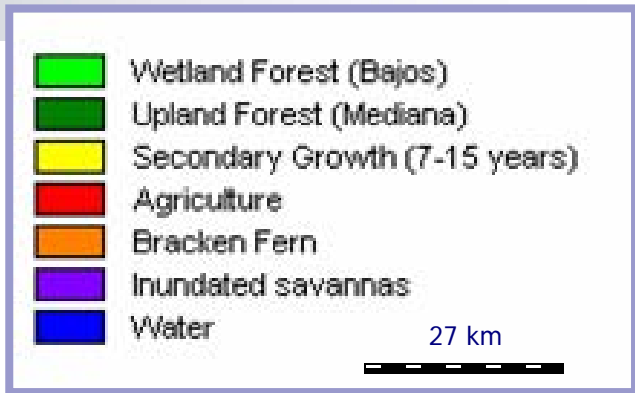 Wetland Forest (Bajos)
Upland Forest (Mediana)
Secondary Growth (7-15 years)
Agriculture
Bracken Fern
Inundated savannas
Water
27 km